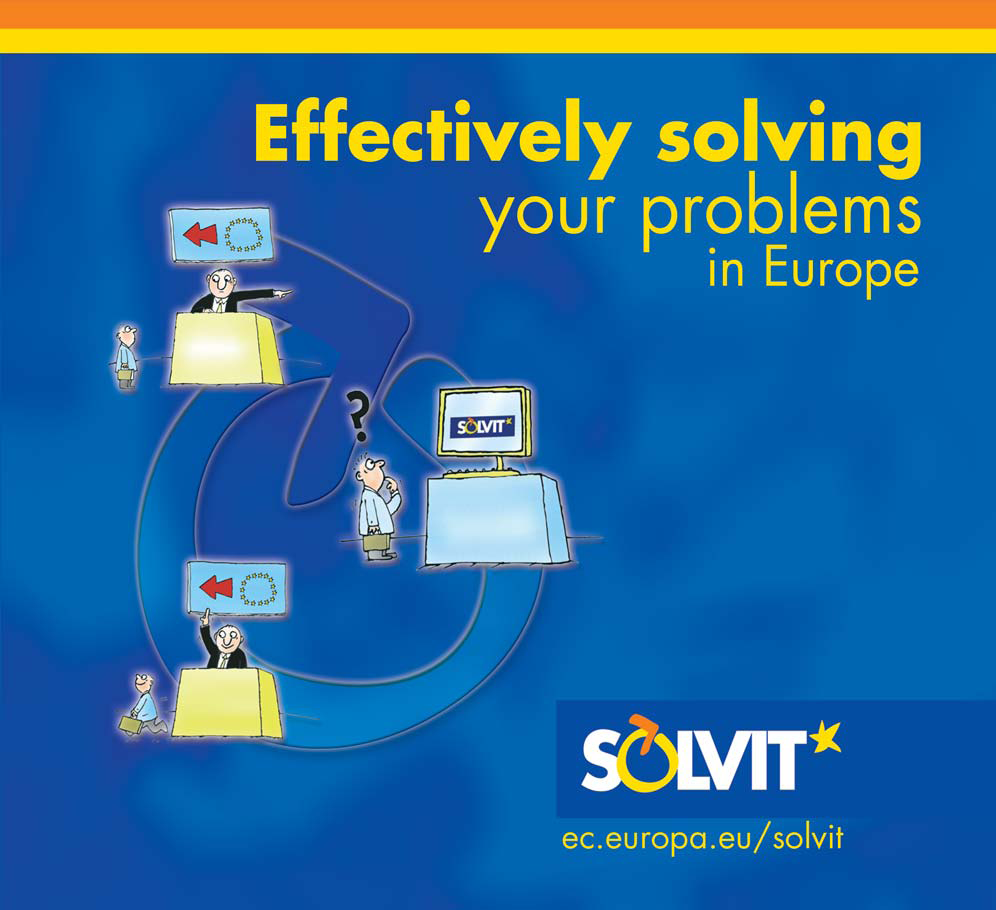 Effectively solving
your problems
in Europe
?
SOLVIT
SOLVIT
ec.europa.eu/solvit